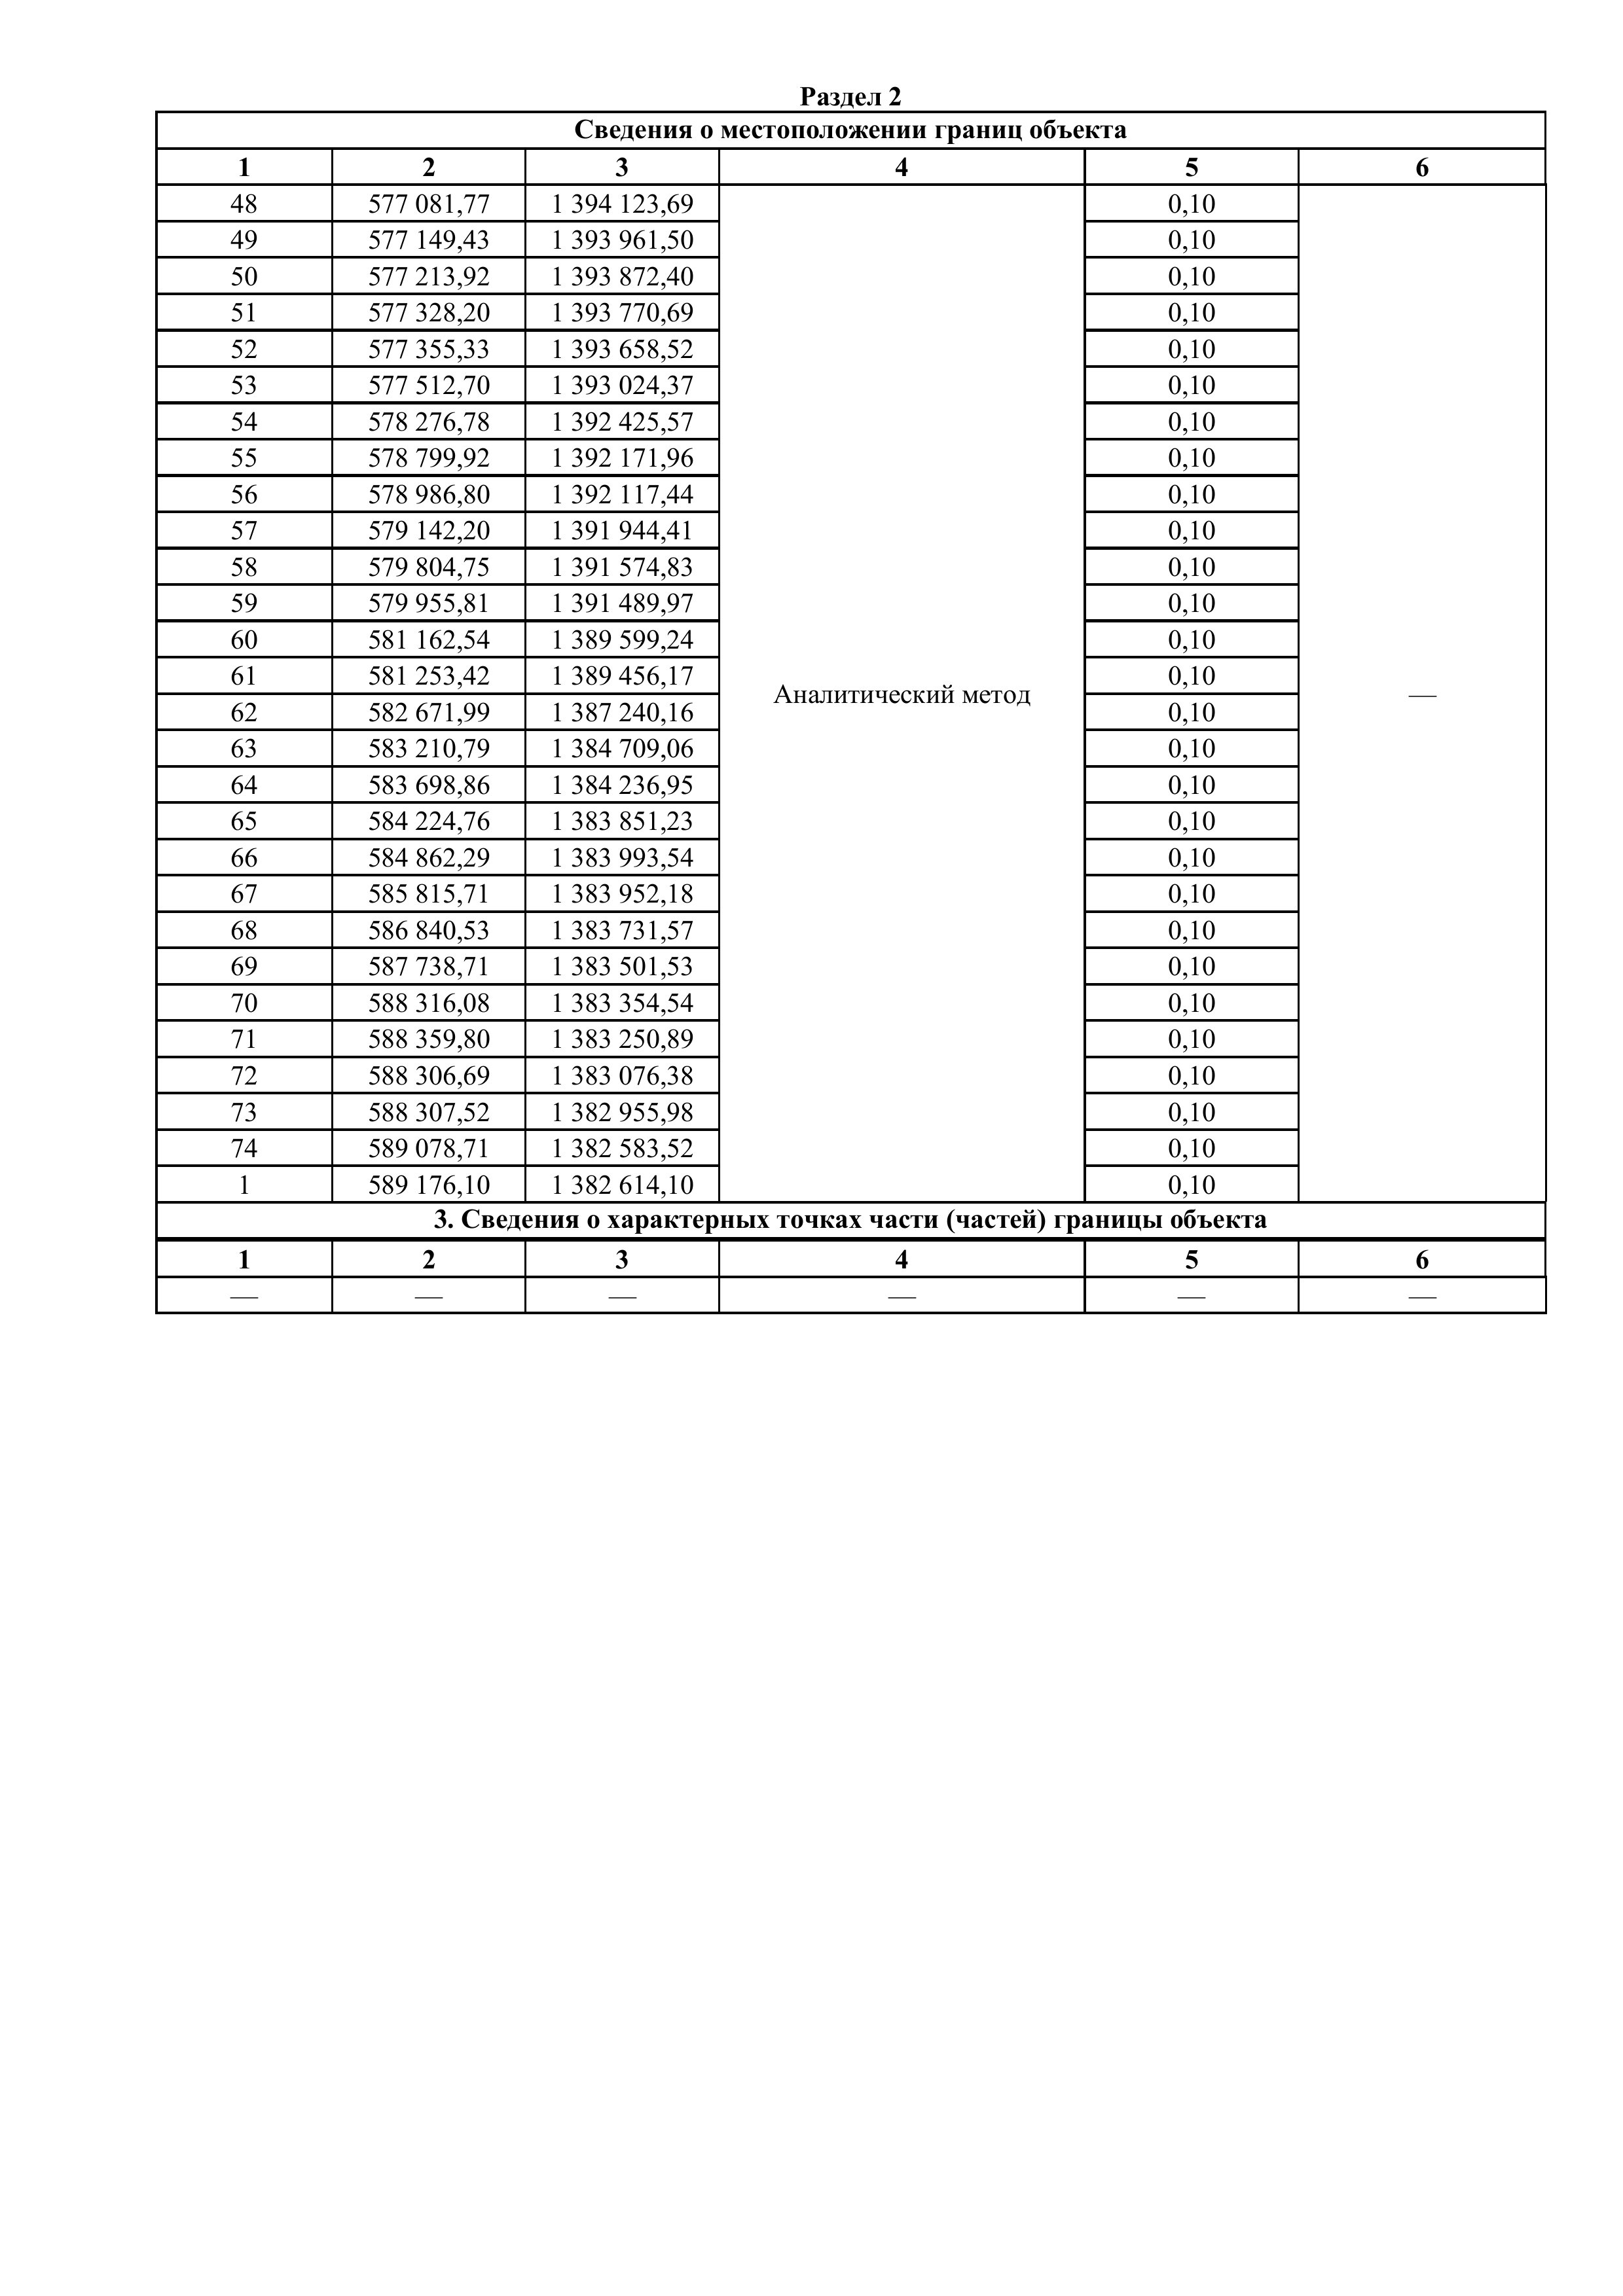 Раздел 2
Сведения о местоположении границ объекта
1 2 3 4 5 6
48 577 081,77 1 394 123,69 0,10
49 577 149,43 1 393 961,50 0,10
50 577 213,92 1 393 872,40 0,10
51 577 328,20 1 393 770,69 0,10
52 577 355,33 1 393 658,52 0,10
53 577 512,70 1 393 024,37 0,10
54 578 276,78 1 392 425,57 0,10
55 578 799,92 1 392 171,96 0,10
56 578 986,80 1 392 117,44 0,10
57 579 142,20 1 391 944,41 0,10
58 579 804,75 1 391 574,83 0,10
59 579 955,81 1 391 489,97 0,10
60 581 162,54 1 389 599,24 0,10
61 581 253,42 1 389 456,17 0,10
Аналитический метод —
62 582 671,99 1 387 240,16 0,10
63 583 210,79 1 384 709,06 0,10
64 583 698,86 1 384 236,95 0,10
65 584 224,76 1 383 851,23 0,10
66 584 862,29 1 383 993,54 0,10
67 585 815,71 1 383 952,18 0,10
68 586 840,53 1 383 731,57 0,10
69 587 738,71 1 383 501,53 0,10
70 588 316,08 1 383 354,54 0,10
71 588 359,80 1 383 250,89 0,10
72 588 306,69 1 383 076,38 0,10
73 588 307,52 1 382 955,98 0,10
74 589 078,71 1 382 583,52 0,10
1 589 176,10 1 382 614,10 0,10
3. Сведения о характерных точках части (частей) границы объекта
1 2 3 4 5 6
— — — — — —